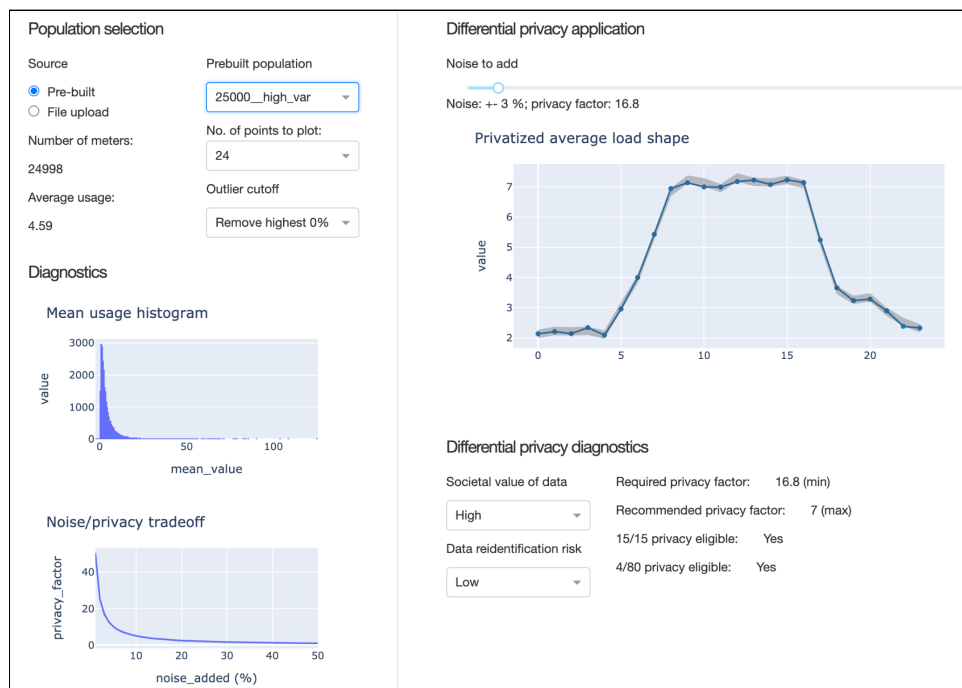 Population selection
Source
Pre-built
File upload
Number of meters:
24998
Average usage:
4.59
Prebuilt population
25000__high_var
No. of points to plot:
24
Outlier cutoff
Remove highest 0%
Diagnostics
Mean usage histogram
3000
2000
1000
0
value
0 50 100
mean_value
Noise/privacy tradeoff
40
20
0
privacy_factor
10 20 30 40 50
noise_added (%)
Differential privacy application
Noise to add
Noise: +- 3 %; privacy factor: 16.8
Privatized average load shape
7
6
5
4
3
2
value
0 5 10 15 20
Differential privacy diagnostics
Societal value of data
High
Data reidentification risk
Low
Required privacy factor: 16.8 (min)
Recommended privacy factor: 7 (max)
15/15 privacy eligible: Yes
4/80 privacy eligible: Yes